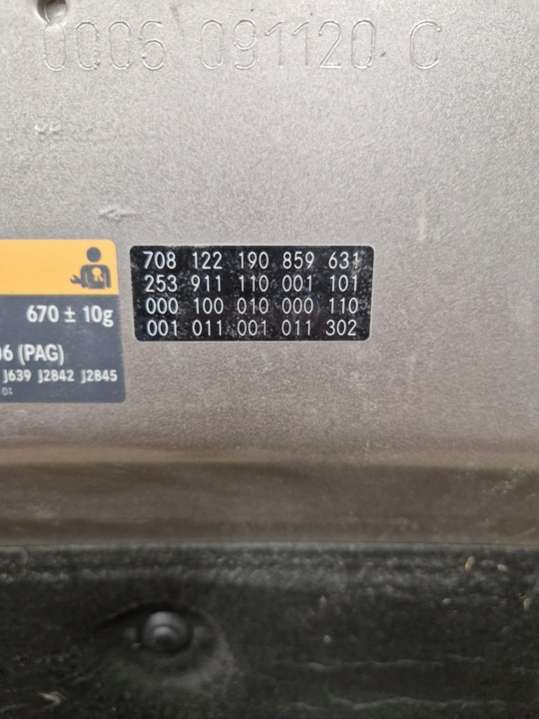 0006 091120 C
708 122 190 859 631
253 911 110 001 101
000 100 010 000 110
001 011 001 011 302
670 ± 10g
06 (PAG)
J639 J2842 J2845